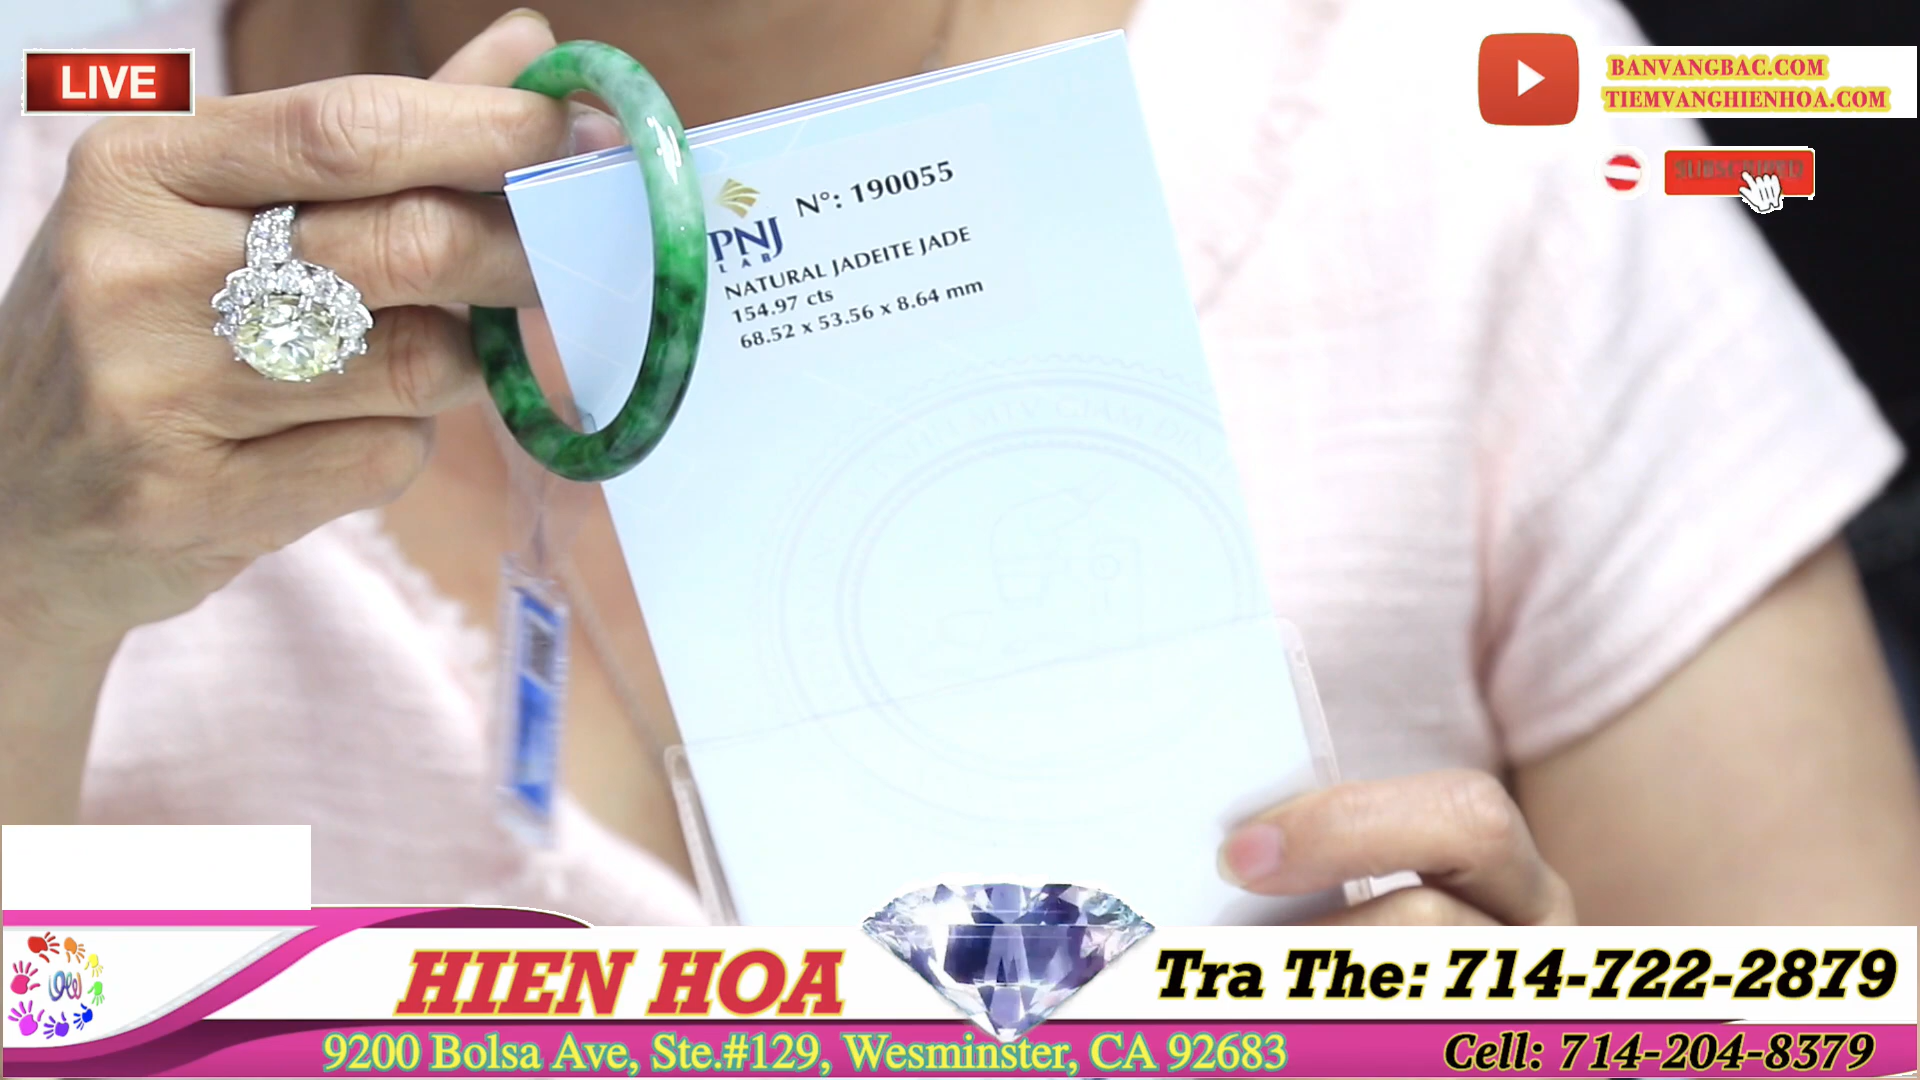 LIVE
BANVANGBAC.COM
TIEMVANGHIENHOA.COM
PNJ
LAB
N°: 190055
NATURAL JADEITE JADE
154.97 cts
68.52 x 53.56 x 8.64 mm
HIEN HOA
Tra The: 714-722-2879
9200 Bolsa Ave, Ste.#129, Wesminster, CA 92683
Cell: 714-204-8379